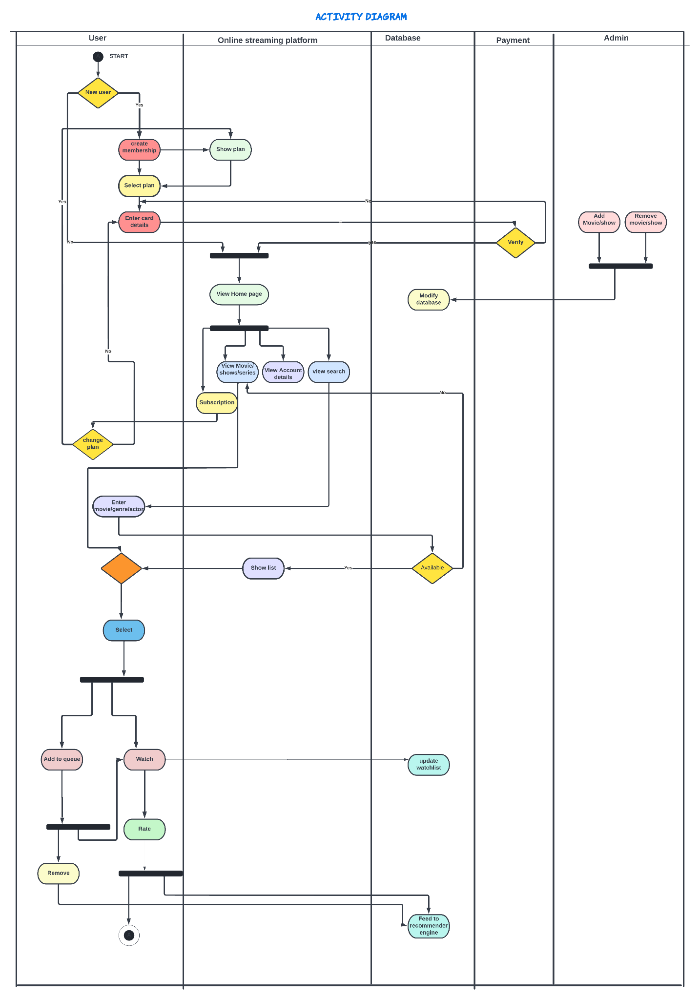 ACTIVITY DIAGRAM
User
Online streaming platform
Database
Payment
Admin
A
START
New user
Yes
create
membership
Show plan
Select plan
Yes
No
Enter card
details
=
Add
Movie/show
Remove
movie/show
No
yes
Verify
View Home page
Modify
database
No
View Movie/
shows/series
View Account
details
view search
No
Subscription
change
plan
Enter
movie/genre/actor
Show list
Yes
Available
Select
Add to queue
Watch
update
watchlist
Rate
Remove
Feed to
recommender
engine
A